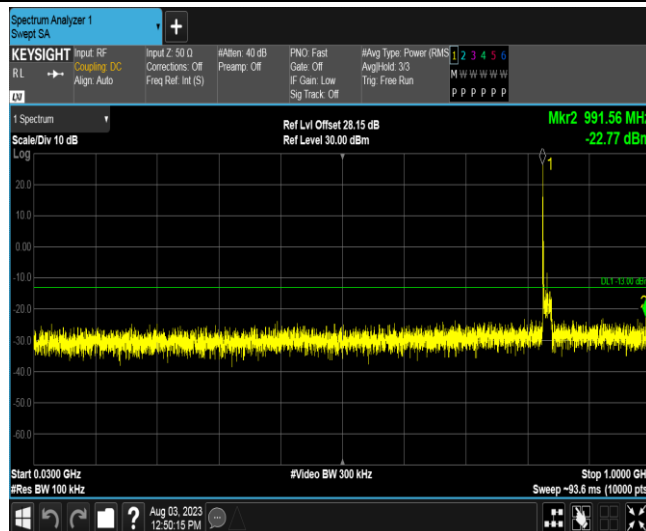 Spectrum Analyzer 1
Swept SA
+
KEYSIGHT
RL
LXI
Input: RF
Coupling: DC
Align: Auto
Input Z: 50 Ω
Corrections: Off
Freq Ref: Int (S)
#Atten: 40 dB
Preamp: Off
PNO: Fast
Gate: Off
IF Gain: Low
Sig Track: Off
#Avg Type: Power (RMS
Avg|Hold: 3/3
Trig: Free Run
1 2 3 4 5 6
M W W W W W
P P P P P P
1 Spectrum
Scale/Div 10 dB
Ref Lvl Offset 28.15 dB
Ref Level 30.00 dBm
Mkr2 991.56 MHz
-22.77 dBm
Log
1
20.0
10.0
0.00
-10.0
DL1 -13.00 dBm
2
-20.0
-30.0
-40.0
-50.0
-60.0
Start 0.0300 GHz
#Video BW 300 kHz
Stop 1.0000 GH
#Res BW 100 kHz
Sweep ~93.6 ms (10000 pts
?
Aug 03, 2023
12:50:15 PM